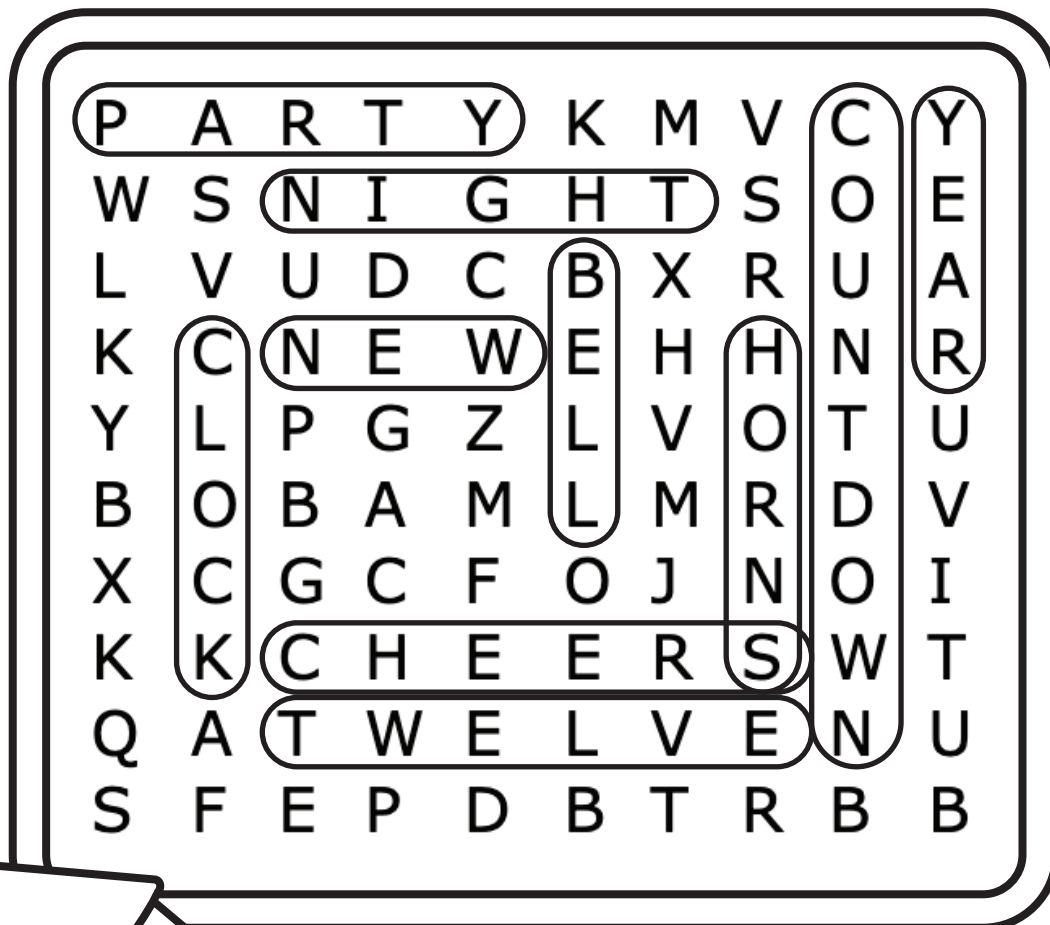 P A R T Y K M V C Y
W S N I G H T S O E
L V U D C B X R U A
K C N E W E H H N R
Y L P G Z L V O T U
B O B A M L M R D V
X C G C F O J N O I
K K C H E E R S W T
Q A T W E L V E N U
S F E P D B T R B B